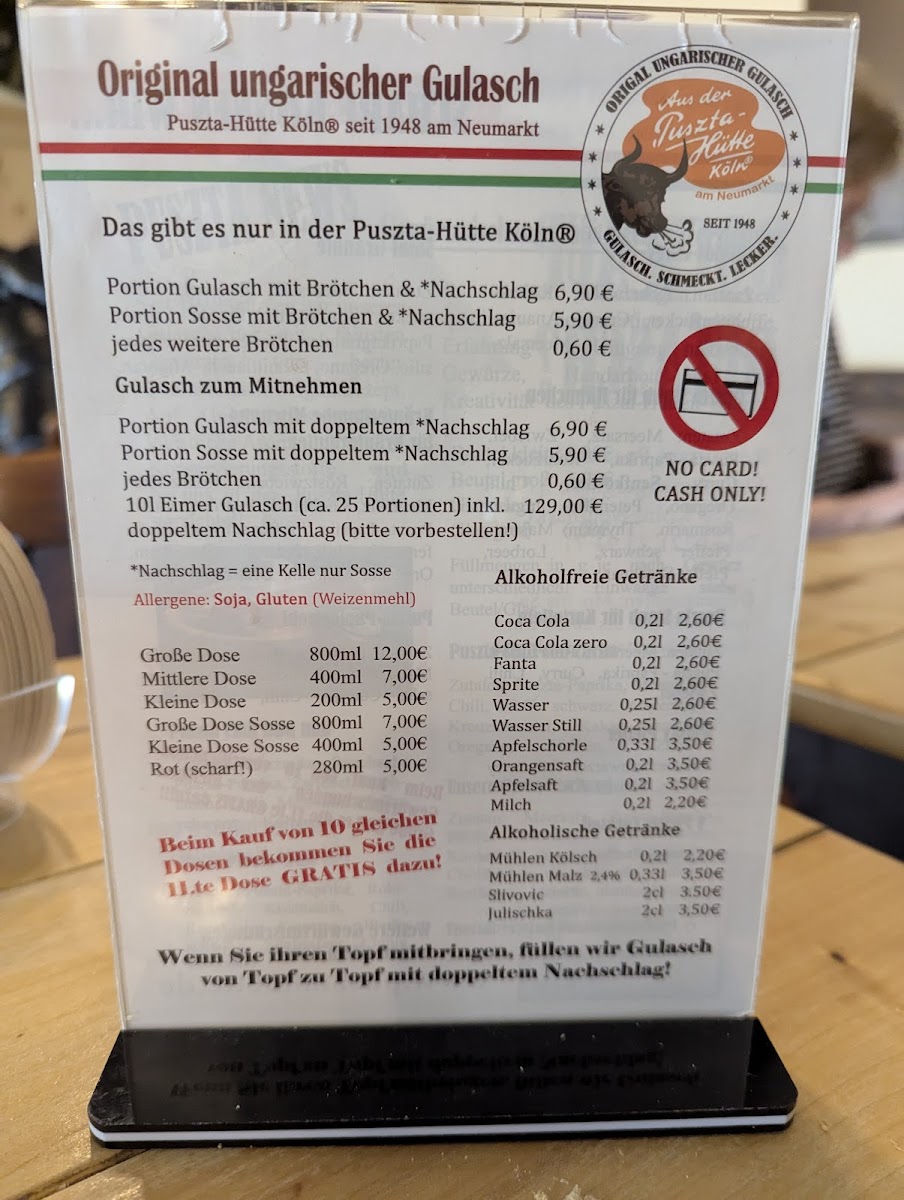 Original ungarischer Gulasch
Puszta-Hütte Köln® seit 1948 am Neumarkt
ORIGAL UNGARISCHER GULASCH
Aus der
Puszta-
Hütte
Köln®
am Neumarkt
SEIT 1948
GULASCH. SCHMECKT. LECKER.
Das gibt es nur in der Puszta-Hütte Köln®
Portion Gulasch mit Brötchen & *Nachschlag 6,90 €
Portion Sosse mit Brötchen & *Nachschlag 5,90 €
jedes weitere Brötchen 0,60 €
Gulasch zum Mitnehmen
Portion Gulasch mit doppeltem *Nachschlag 6,90 €
Portion Sosse mit doppeltem *Nachschlag 5,90 €
jedes Brötchen 0,60 €
10l Eimer Gulasch (ca. 25 Portionen) inkl. 129,00 €
doppeltem Nachschlag (bitte vorbestellen!)
NO CARD!
CASH ONLY!
*Nachschlag = eine Kelle nur Sosse
Allergene: Soja, Gluten (Weizenmehl)
Große Dose 800ml 12,00€
Mittlere Dose 400ml 7,00€
Kleine Dose 200ml 5,00€
Große Dose Sosse 800ml 7,00€
Kleine Dose Sosse 400ml 5,00€
Rot (scharf!) 280ml 5,00€
Beim Kauf von 10 gleichen
Dosen bekommen Sie die
11.te Dose GRATIS dazu!
Alkoholfreie Getränke
Coca Cola 0,2l 2,60€
Coca Cola zero 0,2l 2,60€
Fanta 0,2l 2,60€
Sprite 0,2l 2,60€
Wasser 0,25l 2,60€
Wasser Still 0,25l 2,60€
Apfelschorle 0,33l 3,50€
Orangensaft 0,2l 3,50€
Apfelsaft 0,2l 3,50€
Milch 0,2l 2,20€
Alkoholische Getränke
Mühlen Kölsch 0,2l 2,20€
Mühlen Malz 2,4% 0,33l 3,50€
Slivovic 2cl 3,50€
Julischka 2cl 3,50€
Wenn Sie ihren Topf mitbringen, füllen wir Gulasch
von Topf zu Topf mit doppeltem Nachschlag!